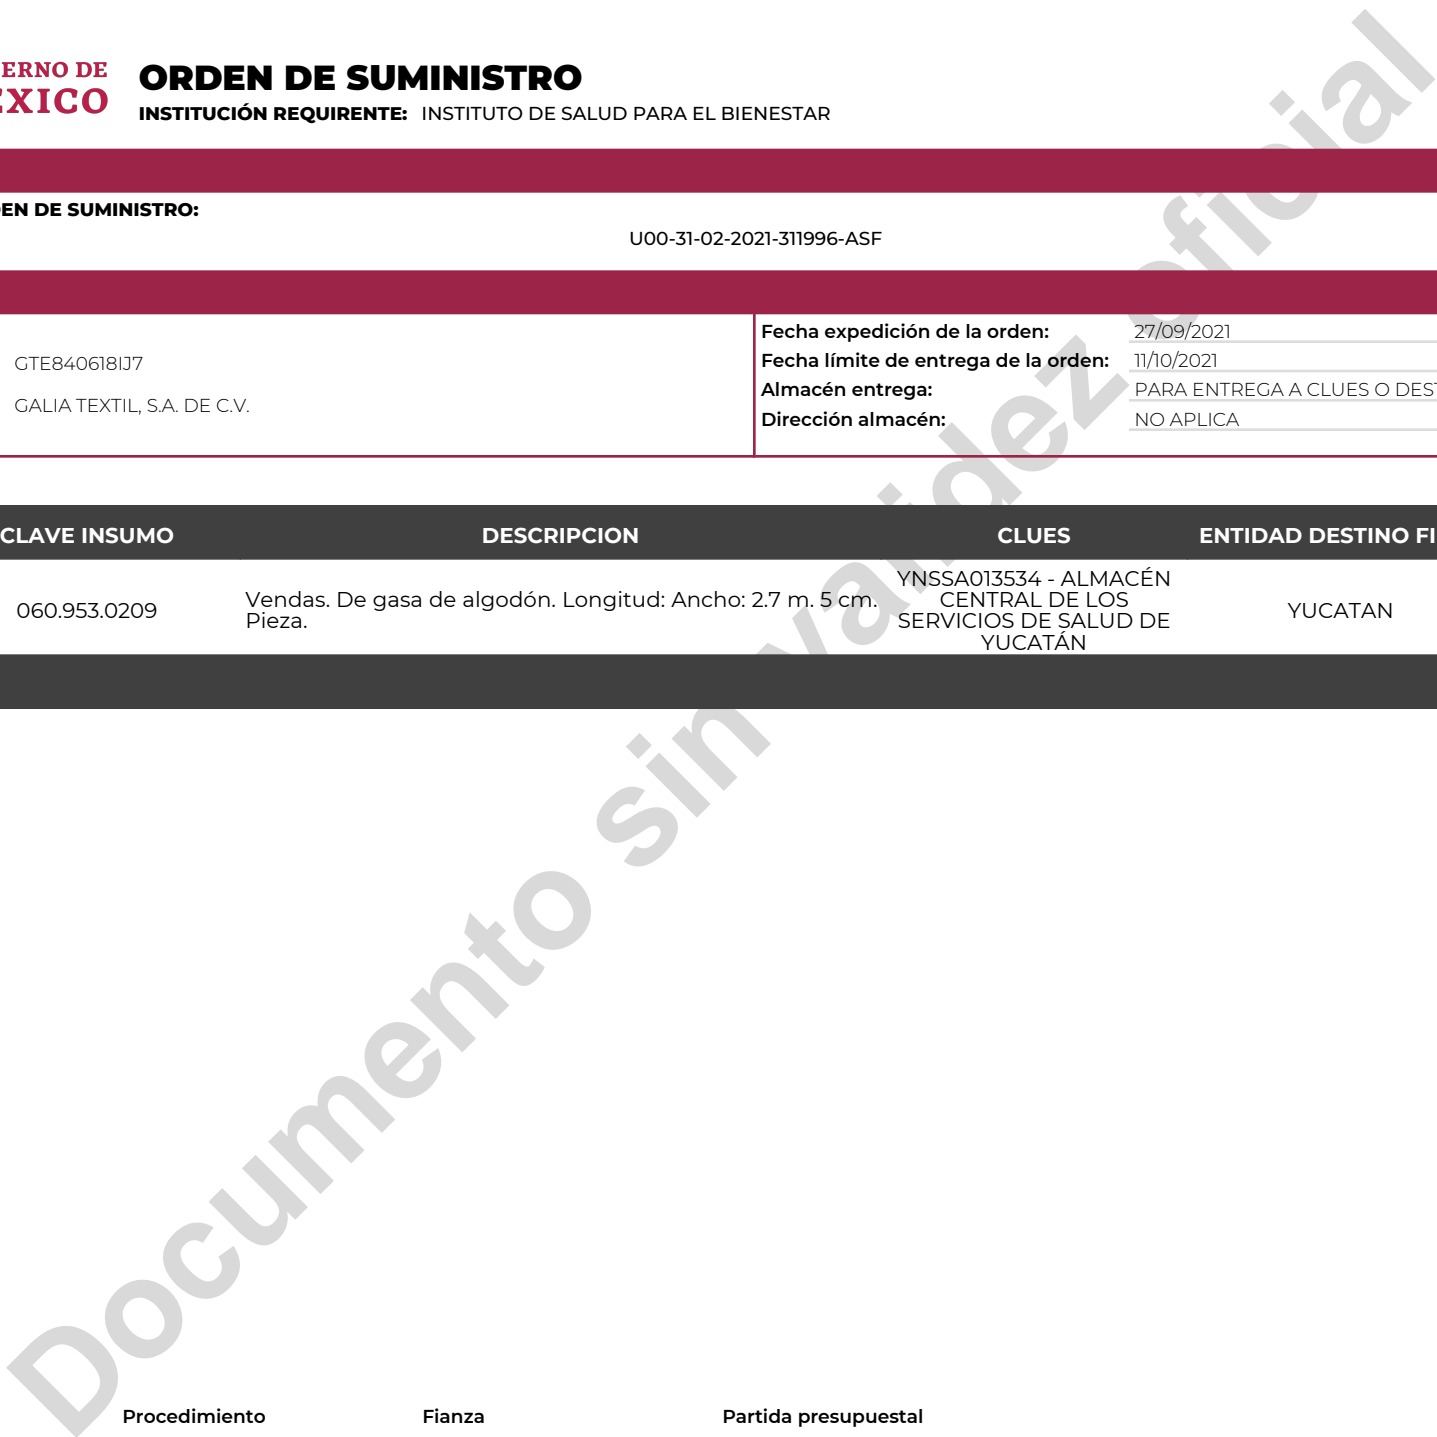 ERNO DE
EXICO
ORDEN DE SUMINISTRO
INSTITUCIÓN REQUIRENTE: INSTITUTO DE SALUD PARA EL BIENESTAR
EN DE SUMINISTRO:
U00-31-02-2021-311996-ASF
GTE840618IJ7
GALIA TEXTIL, S.A. DE C.V.
Fecha expedición de la orden: 27/09/2021
Fecha límite de entrega de la orden: 11/10/2021
Almacén entrega: PARA ENTREGA A CLUES O DEST
Dirección almacén: NO APLICA
CLAVE INSUMO DESCRIPCION CLUES ENTIDAD DESTINO FI
060.953.0209
Vendas. De gasa de algodón. Longitud: Ancho: 2.7 m. 5 cm.
Pieza.
YNSSA013534 - ALMACÉN
CENTRAL DE LOS
SERVICIOS DE SALUD DE
YUCATÁN
YUCATAN
Documento sin validez oficial
Procedimiento Fianza Partida presupuestal